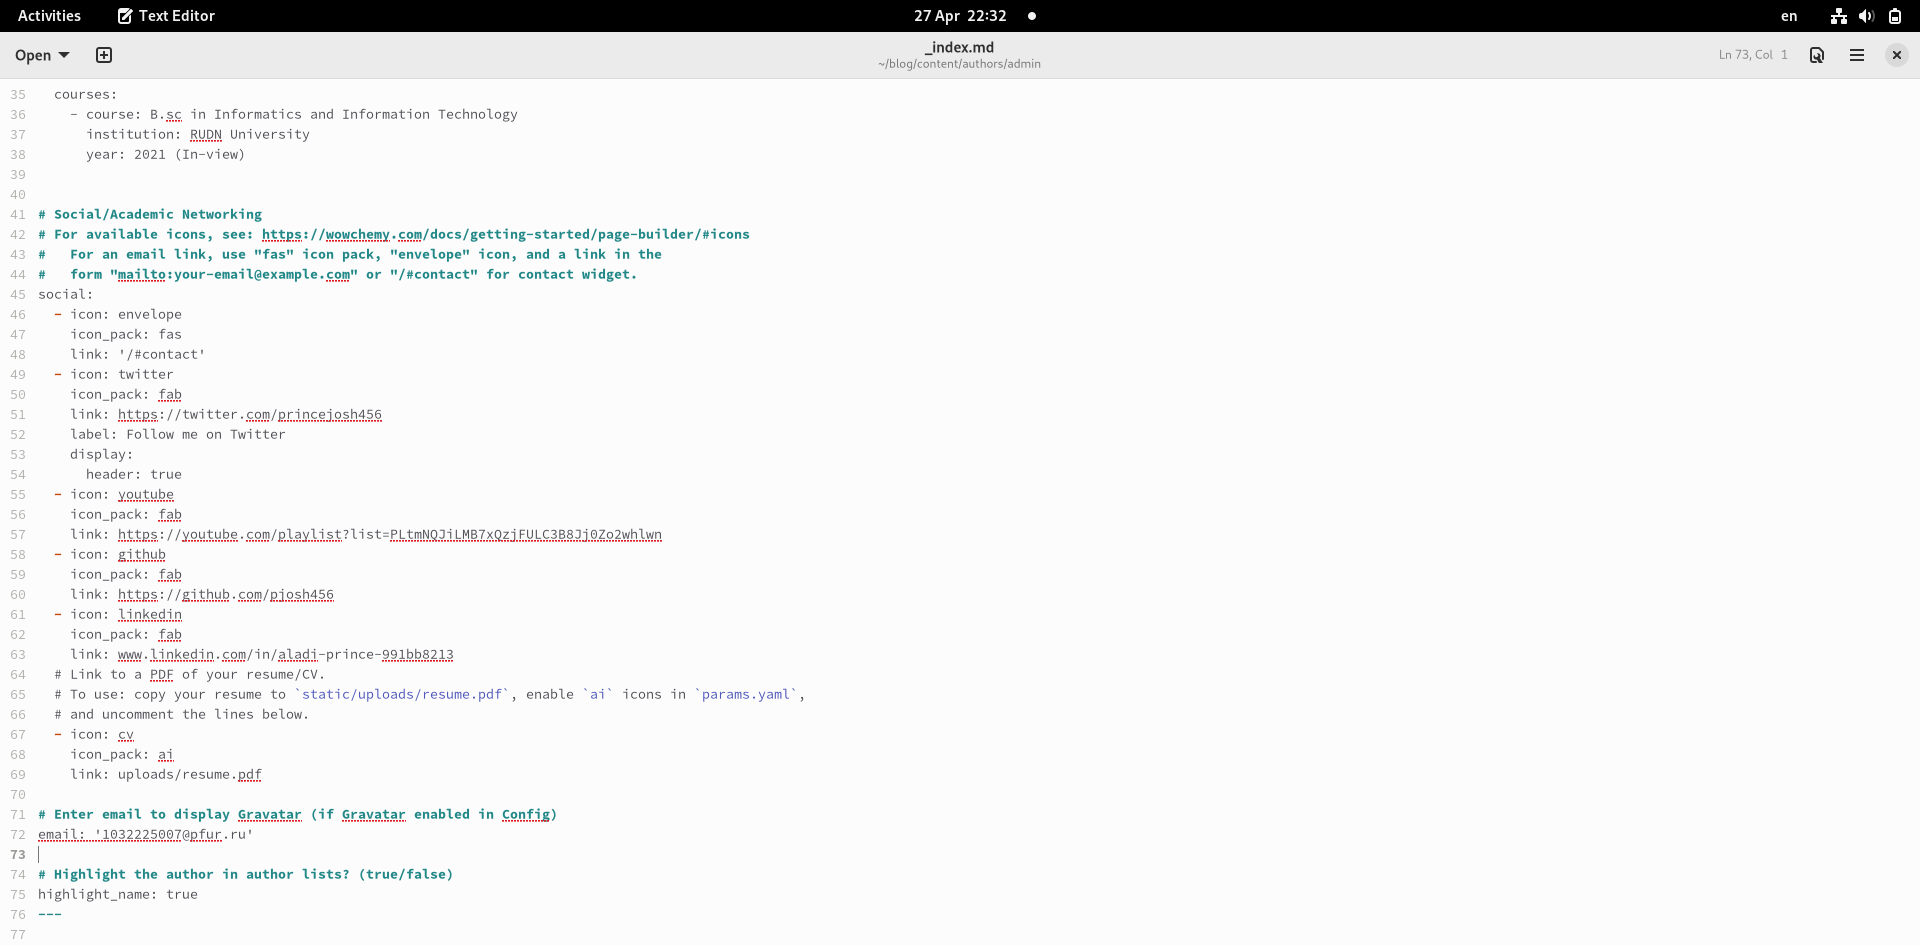 Activities Text Editor 27 Apr 22:32 en
Open _index.md Ln 73, Col 1
~/blog/content/authors/admin
35 courses:
36 - course: B.sc in Informatics and Information Technology
37 institution: RUDN University
38 year: 2021 (In-view)
39
40
41 # Social/Academic Networking
42 # For available icons, see: https://wowchemy.com/docs/getting-started/page-builder/#icons
43 # For an email link, use "fas" icon pack, "envelope" icon, and a link in the
44 # form "mailto:your-email@example.com" or "/#contact" for contact widget.
45 social:
46 - icon: envelope
47 icon_pack: fas
48 link: '/#contact'
49 - icon: twitter
50 icon_pack: fab
51 link: https://twitter.com/princejosh456
52 label: Follow me on Twitter
53 display:
54 header: true
55 - icon: youtube
56 icon_pack: fab
57 link: https://youtube.com/playlist?list=PLtmNQJiLMB7xQzjFULC3B8Jj0Zo2whlwn
58 - icon: github
59 icon_pack: fab
60 link: https://github.com/pjosh456
61 - icon: linkedin
62 icon_pack: fab
63 link: www.linkedin.com/in/aladi-prince-991bb8213
64 # Link to a PDF of your resume/CV.
65 # To use: copy your resume to `static/uploads/resume.pdf`, enable `ai` icons in `params.yaml`,
66 # and uncomment the lines below.
67 - icon: cv
68 icon_pack: ai
69 link: uploads/resume.pdf
70
71 # Enter email to display Gravatar (if Gravatar enabled in Config)
72 email: '1032225007@pfur.ru'
73
74 # Highlight the author in author lists? (true/false)
75 highlight_name: true
76 ---
77